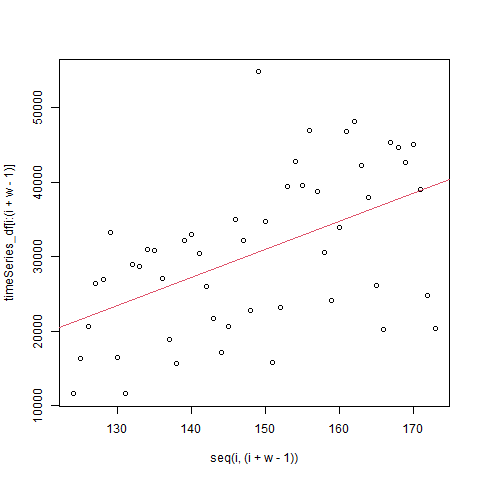 50000
40000
30000
20000
10000
timeSeries_df[i:(i + w - 1)]
130 140 150 160 170
seq(i, (i + w - 1))